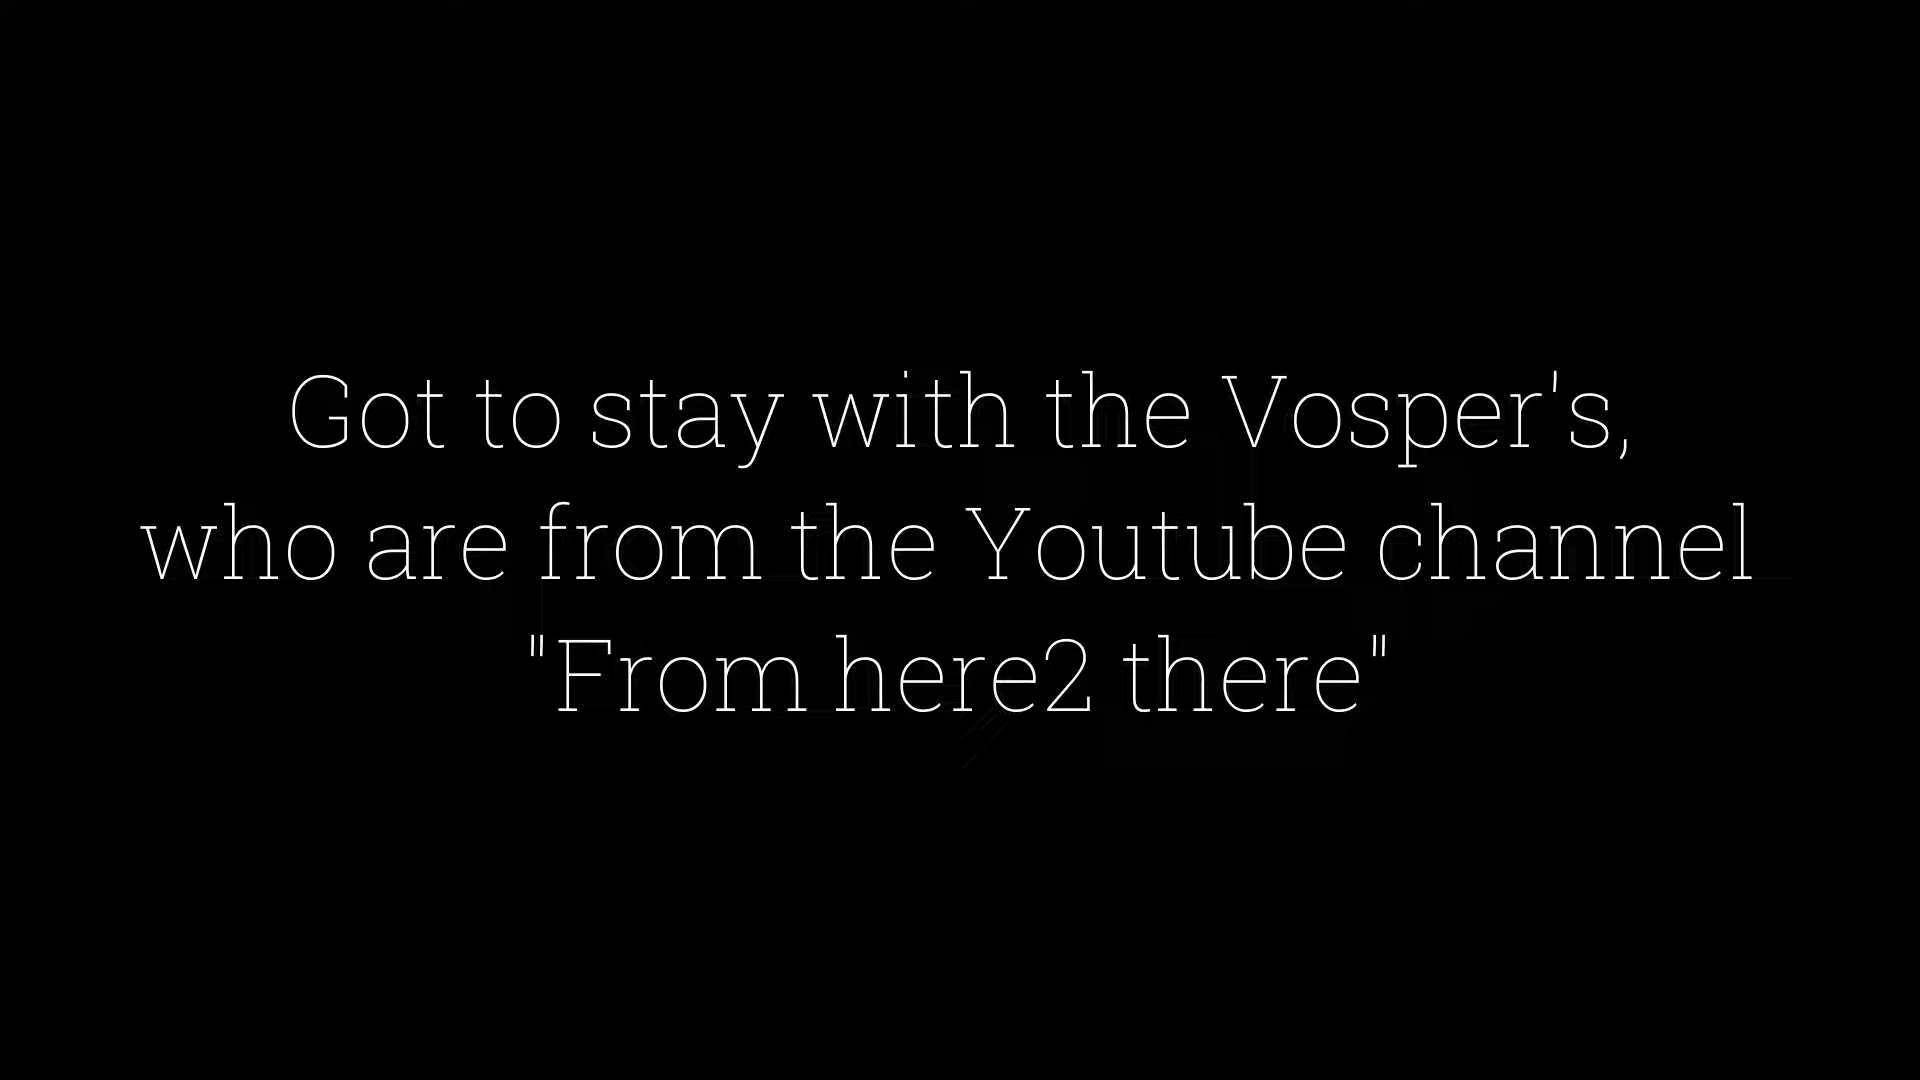 Got to stay with the Vosper's,
who are from the Youtube channel
"From here2 there"